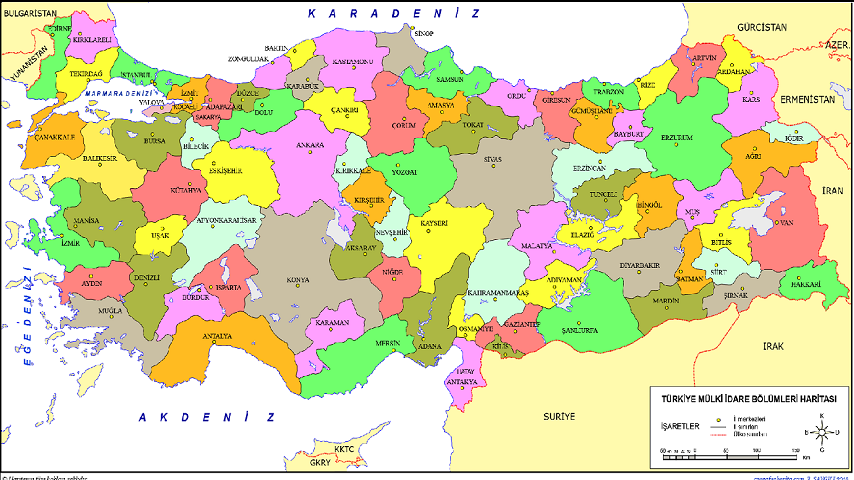 BULGARİSTAN
KARADENİZ
GÜRCİSTAN
AZER.
ERMENİSTAN
İRAN
YUNANİSTAN
EDİRNE
KIRKLARELİ
TEKİRDAĞ
İSTANBUL
MARMARA DENİZİ
YALOVA
İZMİT
KOCAELİ
ADAPAZARI
SAKARYA
DÜZCE
BOLU
ZONGULDAK
BARTIN
KARABÜK
KASTAMONU
SİNOP
ÇANKIRI
ÇORUM
SAMSUN
AMASYA
TOKAT
ORDU
GİRESUN
TRABZON
GÜMÜŞHANE
RİZE
ARTVİN
ARDAHAN
KARS
BAYBURT
ERZURUM
IĞDIR
AĞRI
ÇANAKKALE
BALIKESİR
BURSA
BİLECİK
ESKİŞEHİR
KÜTAHYA
ANKARA
KIRIKKALE
YOZGAT
SİVAS
ERZİNCAN
TUNCELİ
BİNGÖL
MUŞ
VAN
BİTLİS
MANİSA
İZMİR
UŞAK
AFYONKARAHİSAR
KIRŞEHİR
NEVŞEHİR
KAYSERİ
AKSARAY
MALATYA
ELAZIĞ
DİYARBAKIR
BATMAN
SİİRT
ŞIRNAK
HAKKARİ
EGE DENİZİ
AYDIN
DENİZLİ
MUĞLA
BURDUR
ISPARTA
ANTALYA
KONYA
KARAMAN
NİĞDE
MERSİN
ADANA
KAHRAMANMARAŞ
OSMANİYE
GAZİANTEP
KİLİS
HATAY
ANTAKYA
ADIYAMAN
ŞANLIURFA
MARDİN
AKDENİZ
KKTC
GKRY
SURİYE
IRAK
TÜRKİYE MÜLKİ İDARE BÖLÜMLERİ HARİTASI
İŞARETLER
İl merkezleri
İl sınırları
Ülke sınırları
K
B
D
G
Km